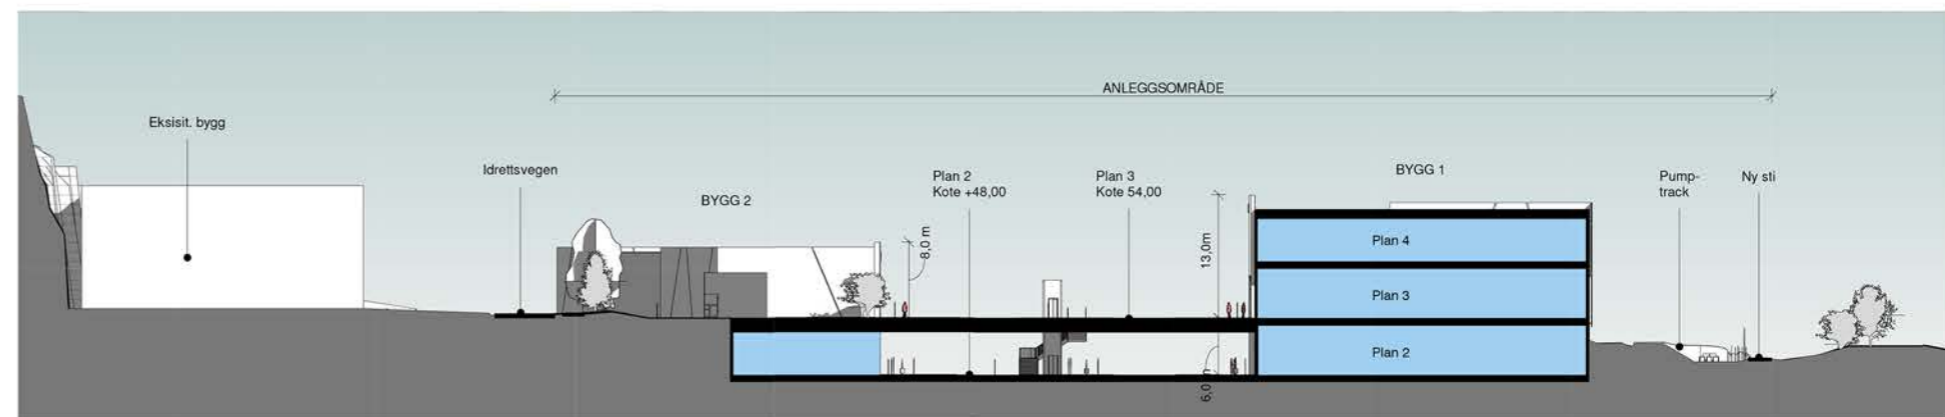 ANLEGGSOMRÅDE
Eksisit. bygg
Idrettsvegen
BYGG 2
Plan 2
Kote +48,00
Plan 3
Kote 54,00
BYGG 1
Pump-
track
Ny sti
8,0 m
13,0m
6,0 m
Plan 4
Plan 3
Plan 2